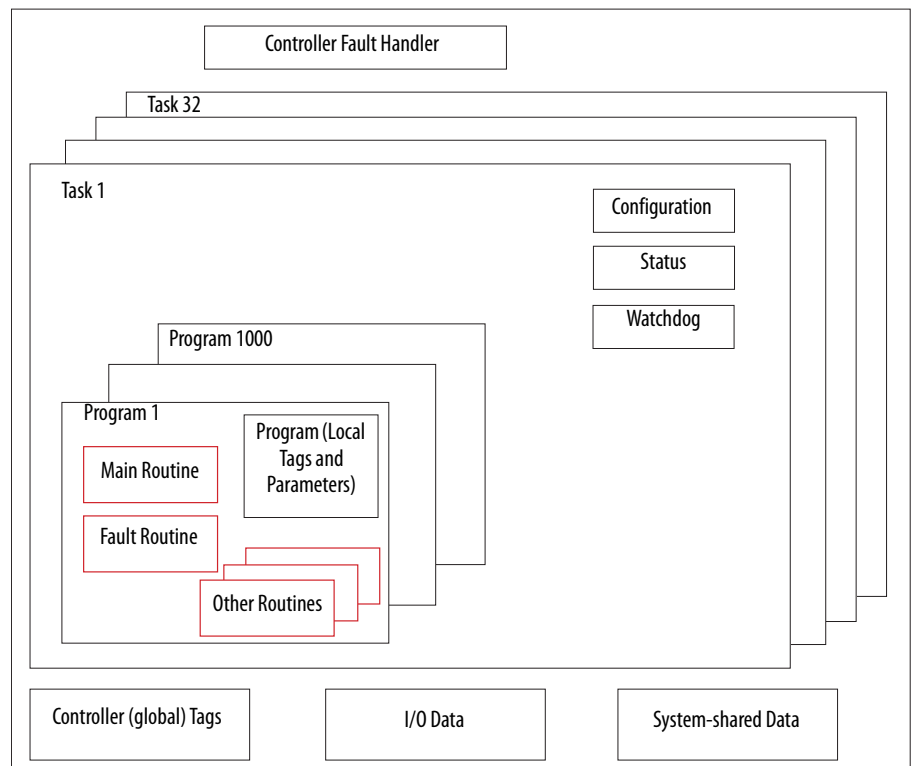 Controller Fault Handler
Task 32
Task 1
Configuration
Status
Watchdog
Program 1000
Program 1
Program (Local
Tags and
Parameters)
Main Routine
Fault Routine
Other Routines
Controller (global) Tags
I/O Data
System-shared Data